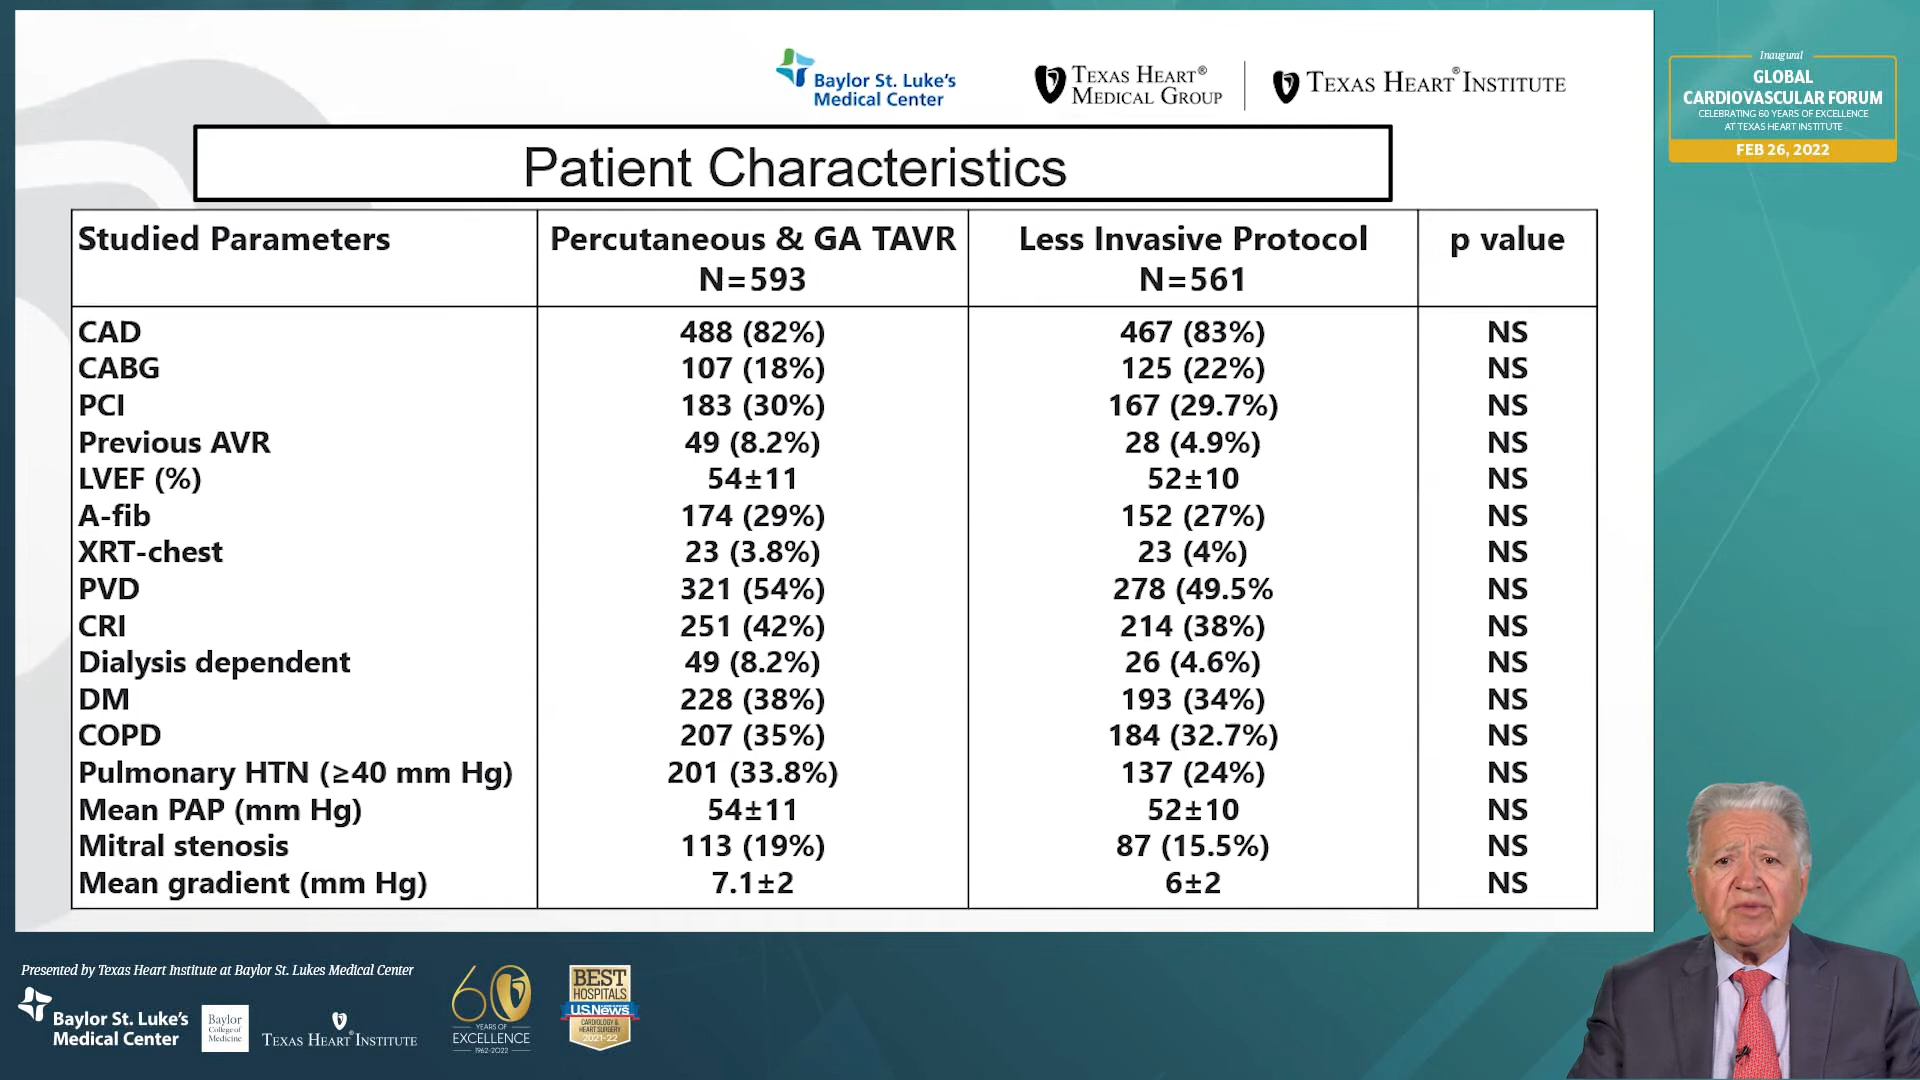 Baylor St. Luke's
Medical Center
TEXAS HEART®
MEDICAL GROUP
TEXAS HEART® INSTITUTE
Inaugural
GLOBAL
CARDIOVASCULAR FORUM
CELEBRATING 60 YEARS OF EXCELLENCE
AT TEXAS HEART INSTITUTE
FEB 26, 2022
Patient Characteristics
Studied Parameters Percutaneous & GA TAVR Less Invasive Protocol p value
N=593 N=561
CAD 488 (82%) 467 (83%) NS
CABG 107 (18%) 125 (22%) NS
PCI 183 (30%) 167 (29.7%) NS
Previous AVR 49 (8.2%) 28 (4.9%) NS
LVEF (%) 54±11 52±10 NS
A-fib 174 (29%) 152 (27%) NS
XRT-chest 23 (3.8%) 23 (4%) NS
PVD 321 (54%) 278 (49.5% NS
CRI 251 (42%) 214 (38%) NS
Dialysis dependent 49 (8.2%) 26 (4.6%) NS
DM 228 (38%) 193 (34%) NS
COPD 207 (35%) 184 (32.7%) NS
Pulmonary HTN (≥40 mm Hg) 201 (33.8%) 137 (24%) NS
Mean PAP (mm Hg) 54±11 52±10 NS
Mitral stenosis 113 (19%) 87 (15.5%) NS
Mean gradient (mm Hg) 7.1±2 6±2 NS
Presented by Texas Heart Institute at Baylor St. Lukes Medical Center
Baylor St. Luke's
Medical Center
Baylor
College of
Medicine
TEXAS HEART® INSTITUTE
60
YEARS OF
EXCELLENCE
1962-2022
BEST
HOSPITALS
U.S.News
CARDIOLOGY &
HEART SURGERY
2021-22